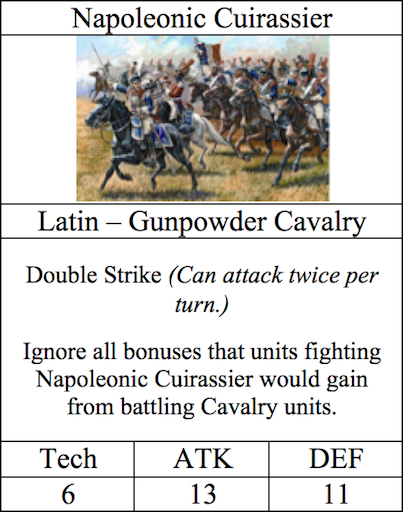 Napoleonic Cuirassier
Latin – Gunpowder Cavalry
Double Strike (Can attack twice per
turn.)
Ignore all bonuses that units fighting
Napoleonic Cuirassier would gain
from battling Cavalry units.
Tech ATK DEF
6 13 11